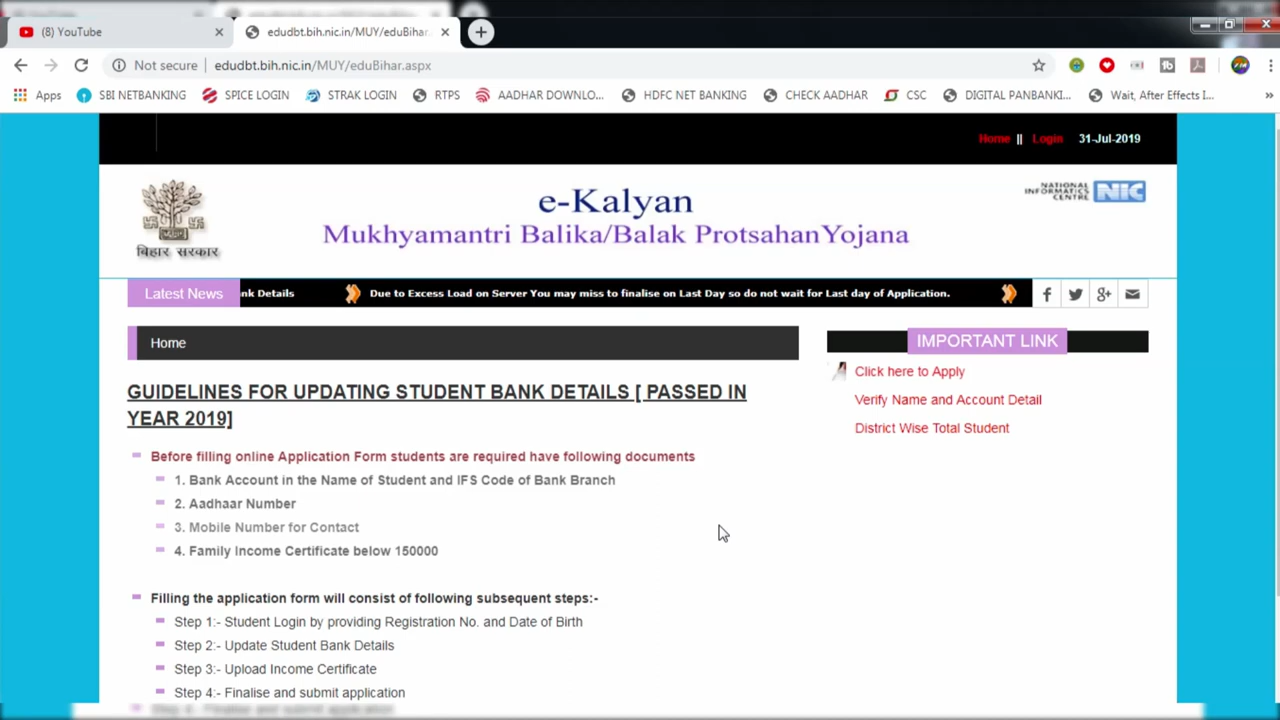 (8) YouTube
edudbt.bih.nic.in/MUY/eduBihar.
Not secure
edudbt.bih.nic.in/MUY/eduBihar.aspx
Apps
SBI NETBANKING
SPICE LOGIN
STRAK LOGIN
RTPS
AADHAR DOWNLO...
HDFC NET BANKING
CHECK AADHAR
CSC
DIGITAL PANBANKI...
Wait, After Effects I...
Home || Login 31-Jul-2019
बिहार सरकार
e-Kalyan
Mukhyamantri Balika/Balak ProtsahanYojana
NATIONAL
INFORMATICS
CENTRE
NIC
Latest News
nk Details
Due to Excess Load on Server You may miss to finalise on Last Day so do not wait for Last day of Application.
Home
GUIDELINES FOR UPDATING STUDENT BANK DETAILS [ PASSED IN
YEAR 2019]
Before filling online Application Form students are required have following documents
1. Bank Account in the Name of Student and IFS Code of Bank Branch
2. Aadhaar Number
3. Mobile Number for Contact
4. Family Income Certificate below 150000
Filling the application form will consist of following subsequent steps:-
Step 1:- Student Login by providing Registration No. and Date of Birth
Step 2:- Update Student Bank Details
Step 3:- Upload Income Certificate
Step 4:- Finalise and submit application
IMPORTANT LINK
Click here to Apply
Verify Name and Account Detail
District Wise Total Student